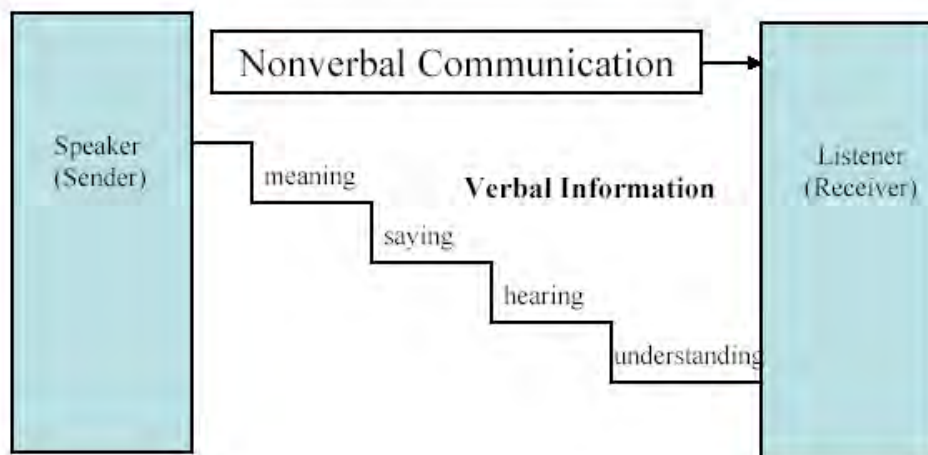 Nonverbal Communication
Speaker
(Sender)
meaning
Verbal Information
Listener
(Receiver)
saying
hearing
understanding